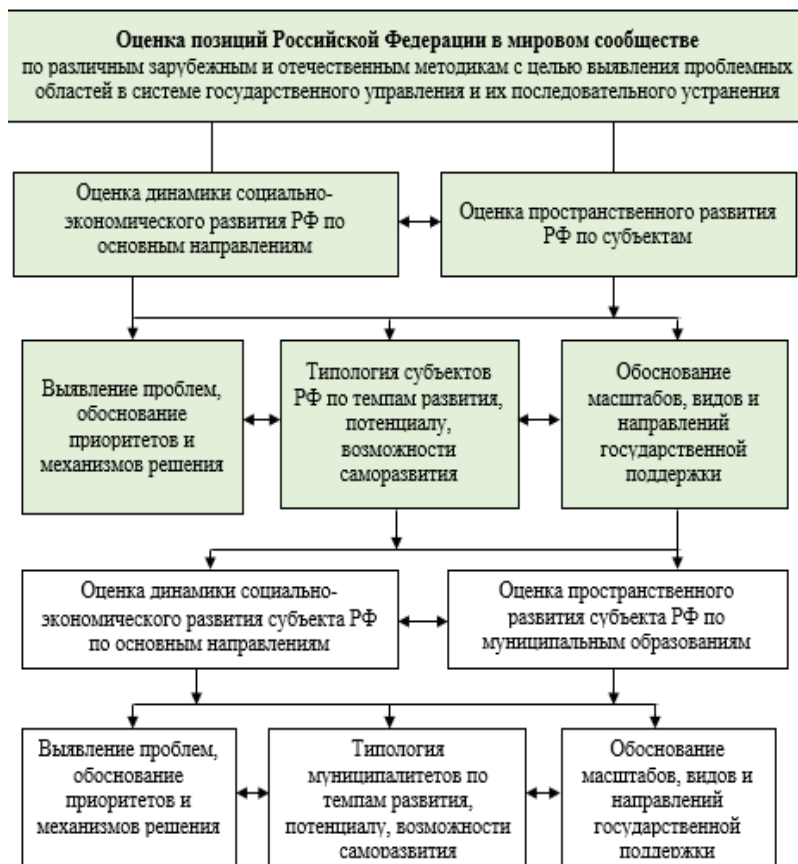 Оценка позиций Российской Федерации в мировом сообществе
по различным зарубежным и отечественным методикам с целью выявления проблемных
областей в системе государственного управления и их последовательного устранения
Оценка динамики социально-
экономического развития РФ по
основным направлениям
Оценка пространственного развития
РФ по субъектам
Выявление проблем,
обоснование
приоритетов и
механизмов решения
Типология субъектов
РФ по темпам развития,
потенциалу,
возможности
саморазвития
Обоснование
масштабов, видов и
направлений
государственной
поддержки
Оценка динамики социально-
экономического развития субъекта РФ
по основным направлениям
Оценка пространственного
развития субъекта РФ по
муниципальным образованиям
Выявление проблем,
обоснование
приоритетов и
механизмов решения
Типология
муниципалитетов по
темпам развития,
потенциалу, возможности
саморазвития
Обоснование
масштабов, видов и
направлений
государственной
поддержки